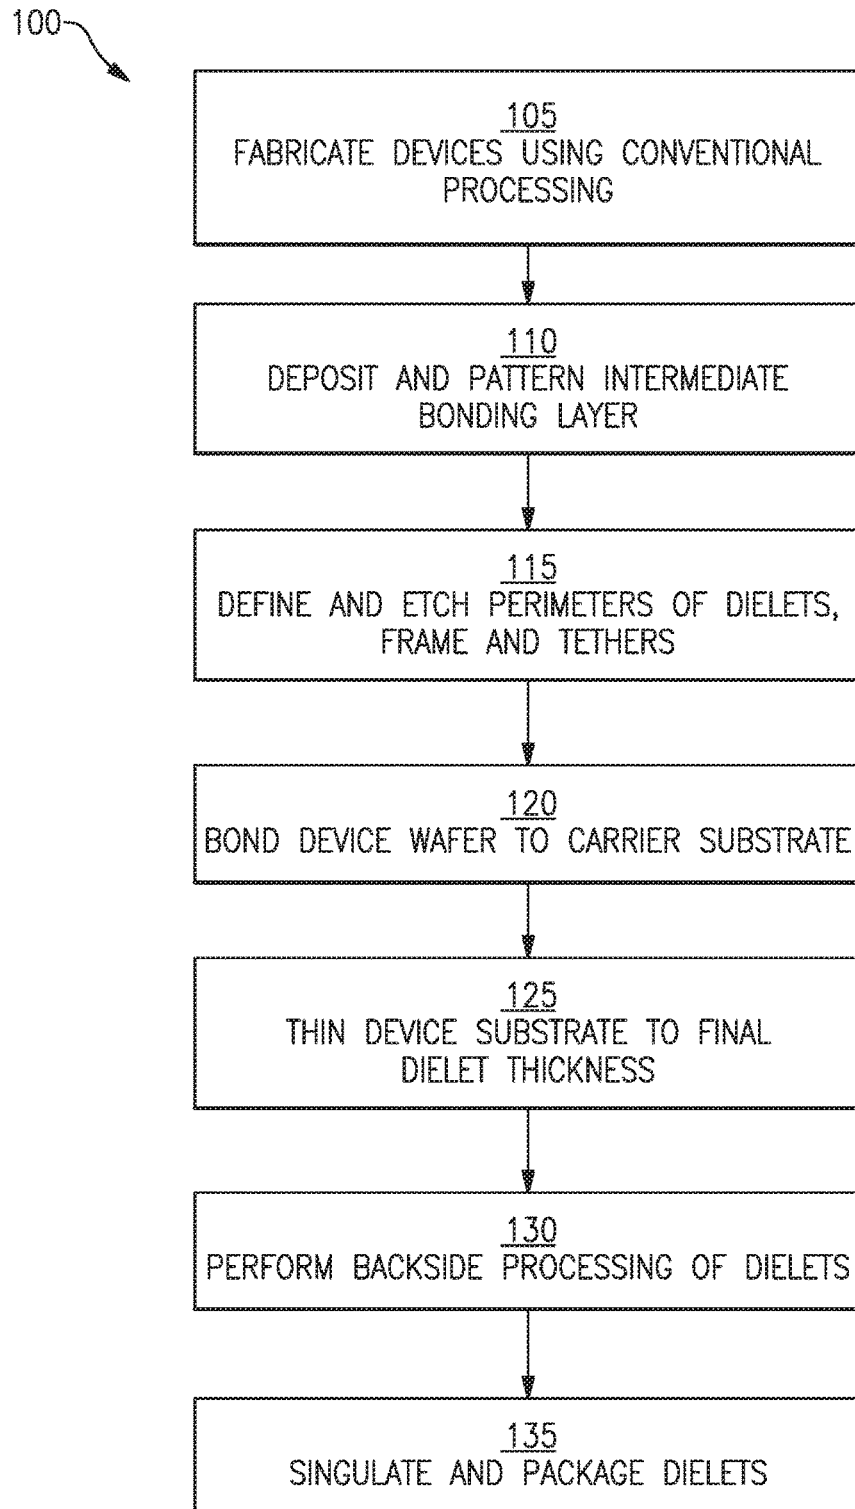 100
105
FABRICATE DEVICES USING CONVENTIONAL
PROCESSING
110
DEPOSIT AND PATTERN INTERMEDIATE
BONDING LAYER
115
DEFINE AND ETCH PERIMETERS OF DIELETS,
FRAME AND TETHERS
120
BOND DEVICE WAFER TO CARRIER SUBSTRATE
125
THIN DEVICE SUBSTRATE TO FINAL
DIELET THICKNESS
130
PERFORM BACKSIDE PROCESSING OF DIELETS
135
SINGULATE AND PACKAGE DIELETS